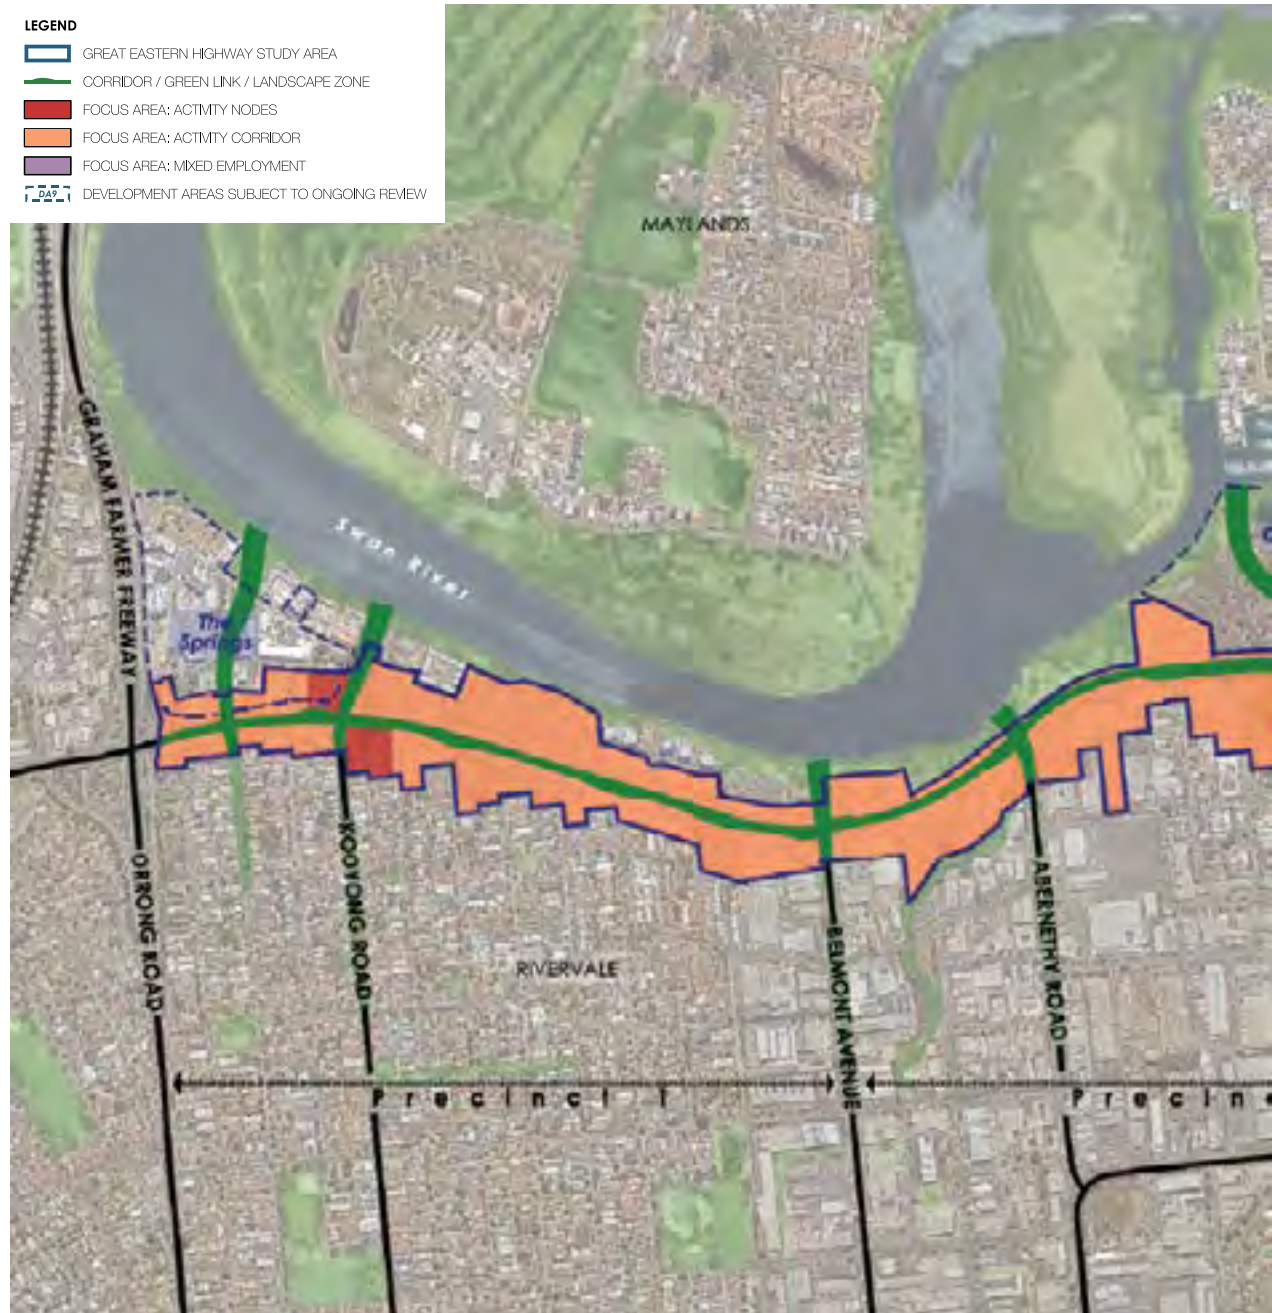 LEGEND
GREAT EASTERN HIGHWAY STUDY AREA
CORRIDOR / GREEN LINK / LANDSCAPE ZONE
FOCUS AREA: ACTIVITY NODES
FOCUS AREA: ACTIVITY CORRIDOR
FOCUS AREA: MIXED EMPLOYMENT
DA9
DEVELOPMENT AREAS SUBJECT TO ONGOING REVIEW
MAYLANDS
GRAHAM FARMER FREEWAY
Swan River
The
Springs
ORRONG ROAD
KOOYONG ROAD
BELMONT AVENUE
ABERNETHY ROAD
RIVERVALE
Precinct 1
Precin